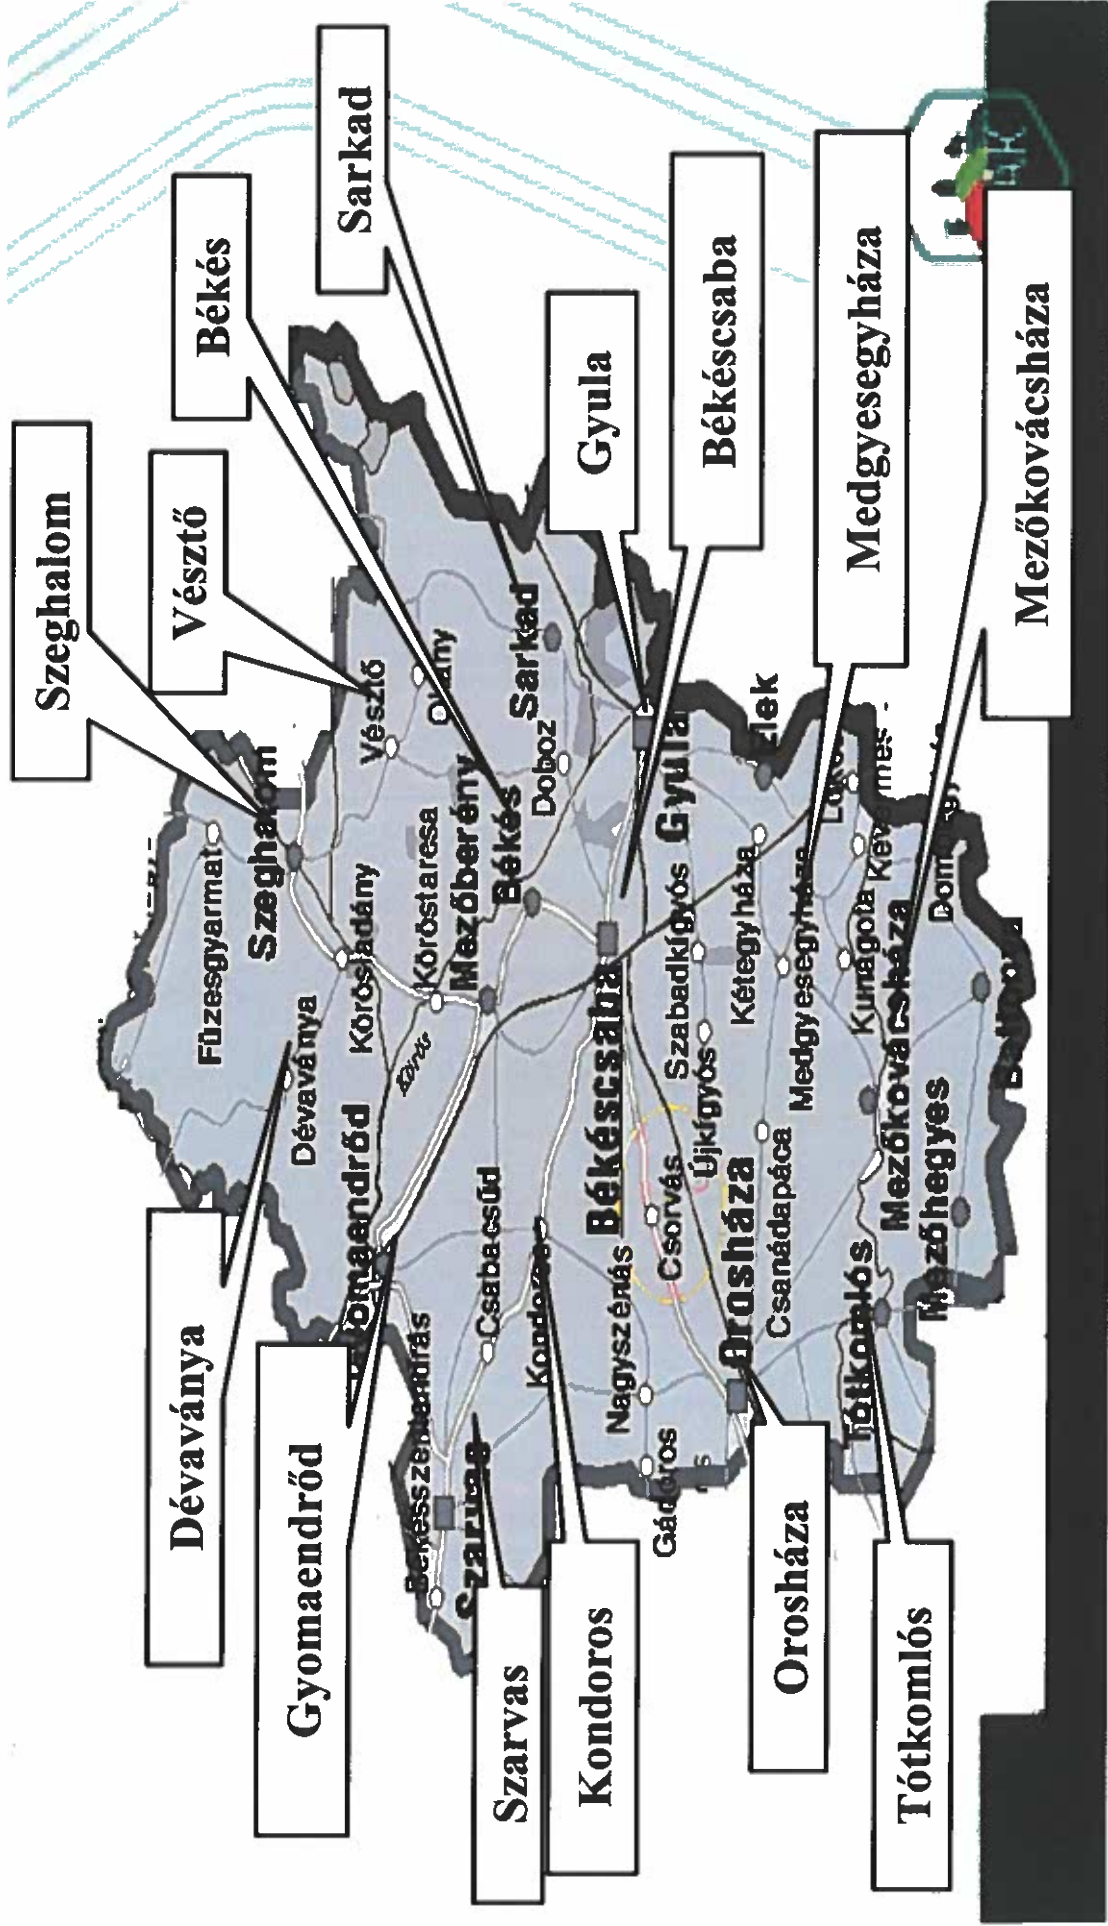 Szeghalom
Vésztő
Békés
Sarkad
Dévaványa
Gyomaendrőd
Szarvas
Kondoros
Orosháza
Tótkomlós
Gyula
Békéscsaba
Medgyesegyháza
Mezőkovácsháza
Füzesgyarmat
Szeghalom
Dévaványa
Körösladány
Vésztő
Okány
Körös
Köröstarcsa
Mezőberény
Békés
Sarkad
Doboz
Békésszentandrás
Szarvas
Csabacsűd
Kondoros
Békéscsaba
Gyula
Nagyszénás
Csorvás
Újkígyós
Szabadkígyós
Gádoros
Orosháza
Csanádapáca
Kétegyháza
Medgyesegyháza
Kunágota
Tótkomlós
Mezőkovácsháza
Mezőhegyes